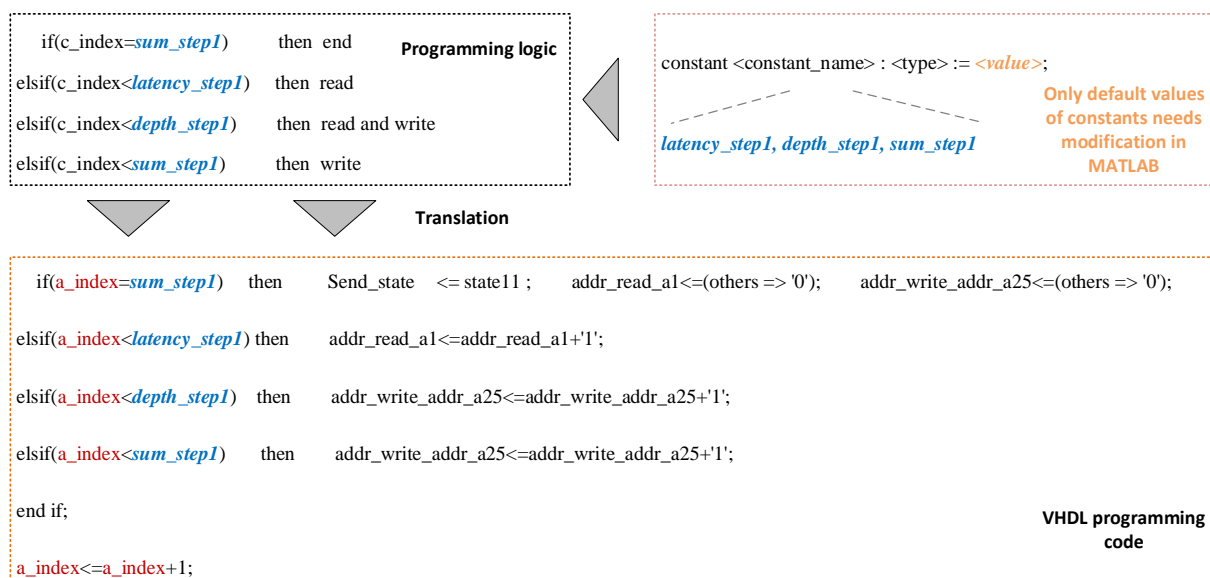 if(c_index=sum_step1) then end
elsif(c_index<latency_step1) then read
elsif(c_index<depth_step1) then read and write
elsif(c_index<sum_step1) then write
Programming logic
constant <constant_name> : <type> := <value>;
latency_step1, depth_step1, sum_step1
Only default values
of constants needs
modification in
MATLAB
Translation
if(a_index=sum_step1) then Send_state <= state11 ; addr_read_a1<=(others => '0'); addr_write_addr_a25<=(others => '0');
elsif(a_index<latency_step1) then addr_read_a1<=addr_read_a1+'1';
elsif(a_index<depth_step1) then addr_write_addr_a25<=addr_write_addr_a25+'1';
elsif(a_index<sum_step1) then addr_write_addr_a25<=addr_write_addr_a25+'1';
end if;
a_index<=a_index+1;
VHDL programming
code